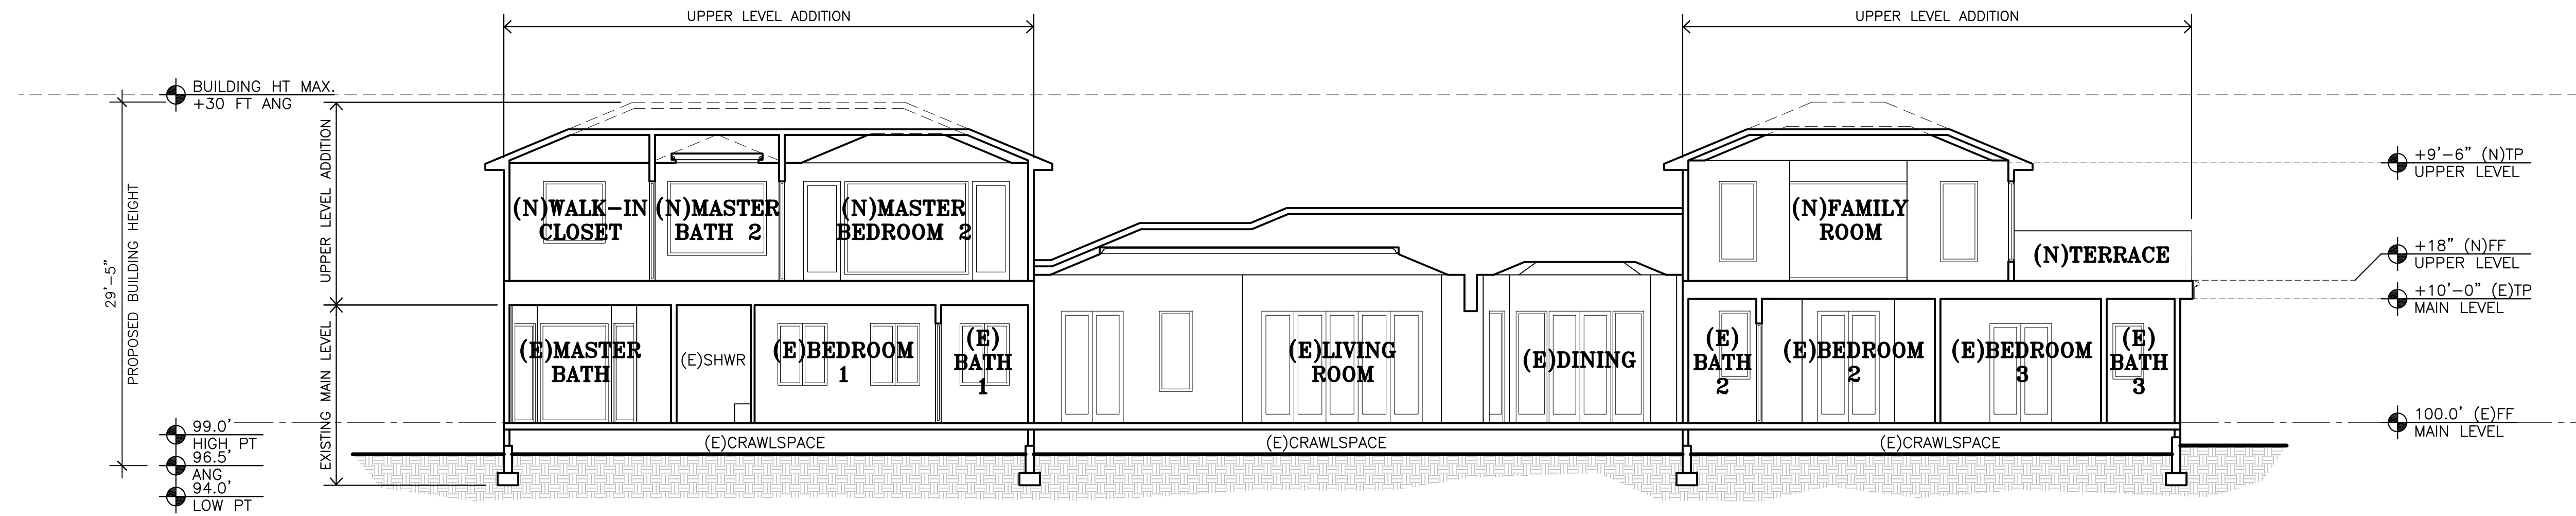 UPPER LEVEL ADDITION
UPPER LEVEL ADDITION
BUILDING HT MAX.
+30 FT ANG
29'-5"
PROPOSED BUILDING HEIGHT
UPPER LEVEL ADDITION
EXISTING MAIN LEVEL
(N)WALK-IN
CLOSET
(N)MASTER
BATH 2
(N)MASTER
BEDROOM 2
(N)FAMILY
ROOM
(N)TERRACE
+9'-6" (N)TP
UPPER LEVEL
+18" (N)FF
UPPER LEVEL
+10'-0" (E)TP
MAIN LEVEL
(E)MASTER
BATH
(E)SHWR
(E)BEDROOM
1
(E)
BATH
1
(E)LIVING
ROOM
(E)DINING
(E)
BATH
2
(E)BEDROOM
2
(E)BEDROOM
3
(E)
BATH
3
100.0' (E)FF
MAIN LEVEL
99.0'
HIGH PT
96.5'
ANG
94.0'
LOW PT
(E)CRAWLSPACE
(E)CRAWLSPACE
(E)CRAWLSPACE